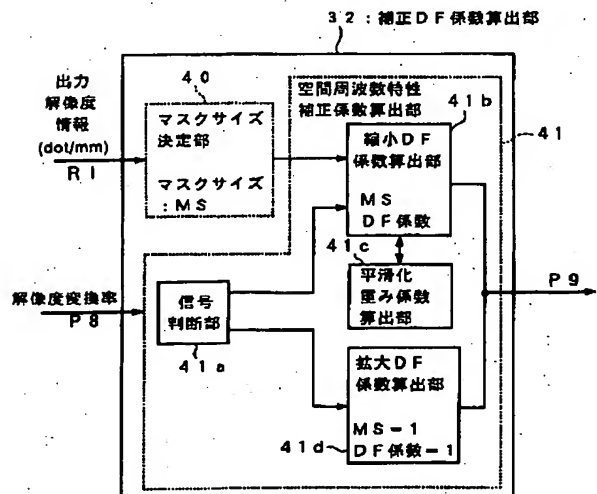 32:補正DF係数算出部
出力
解像度
情報
(dot/mm)
RI
40
マスクサイズ
決定部
マスクサイズ
:MS
空間周波数特性
補正係数算出部
41
41b
縮小DF
係数算出部
MS
DF係数
41c
平滑化
重み係数
算出部
P9
解像度変換率
P8
信号
判断部
41a
拡大DF
係数算出部
MS=1
DF係数=1
41d